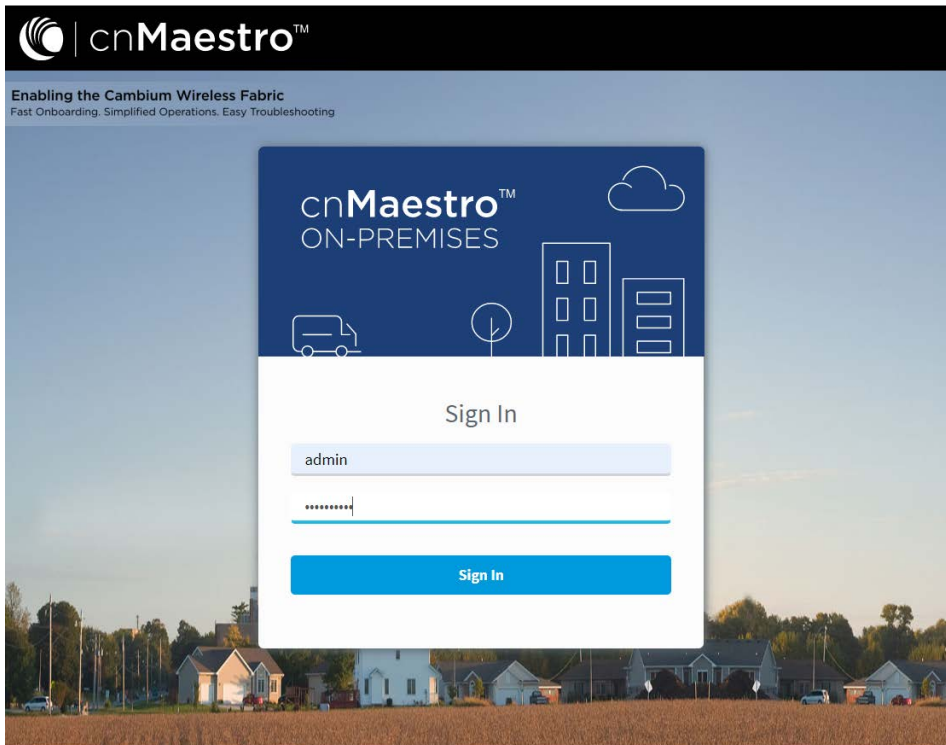 cnMaestro™
Enabling the Cambium Wireless Fabric
Fast Onboarding. Simplified Operations. Easy Troubleshooting
cnMaestro™
ON-PREMISES
Sign In
admin
••••••••••
Sign In